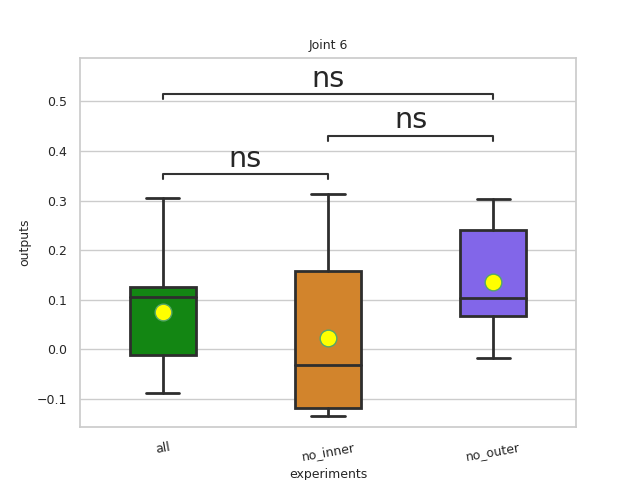 Joint 6
ns
ns
ns
0.5
0.4
0.3
0.2
0.1
0.0
−0.1
outputs
all
no_inner
no_outer
experiments